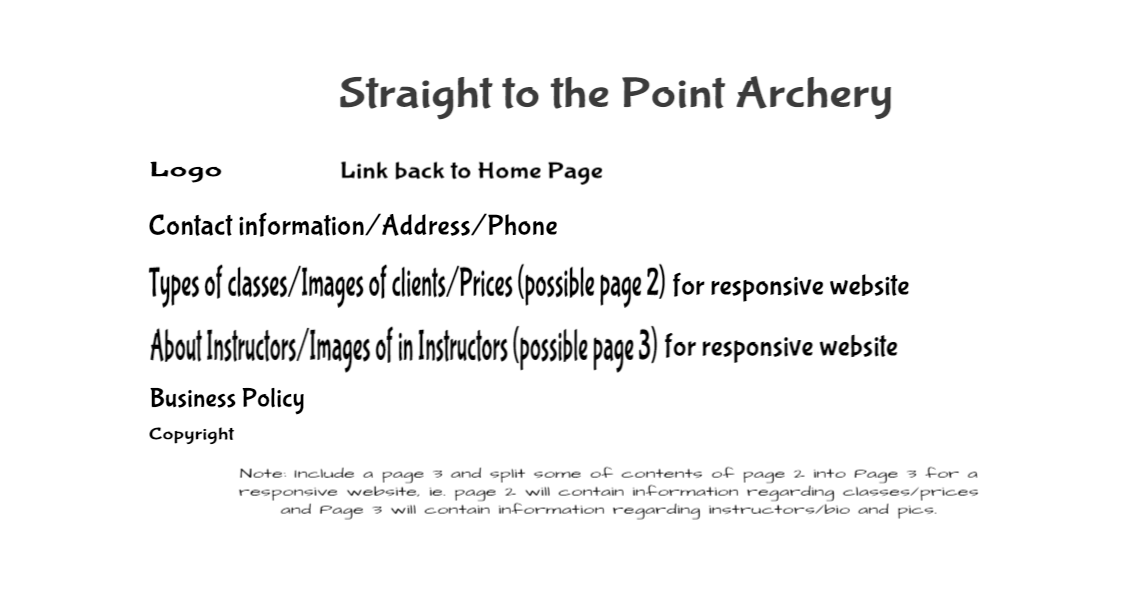 Straight to the Point Archery
Logo Link back to Home Page
Contact information/Address/Phone
Types of classes/Images of clients/Prices (possible page 2) for responsive website
About Instructors/Images of in Instructors (possible page 3) for responsive website
Business Policy
Copyright
Note: Include a page 3 and split some of contents of page 2 into Page 3 for a
responsive website, ie. page 2 will contain information regarding classes/prices
and Page 3 will contain information regarding instructors/bio and pics.